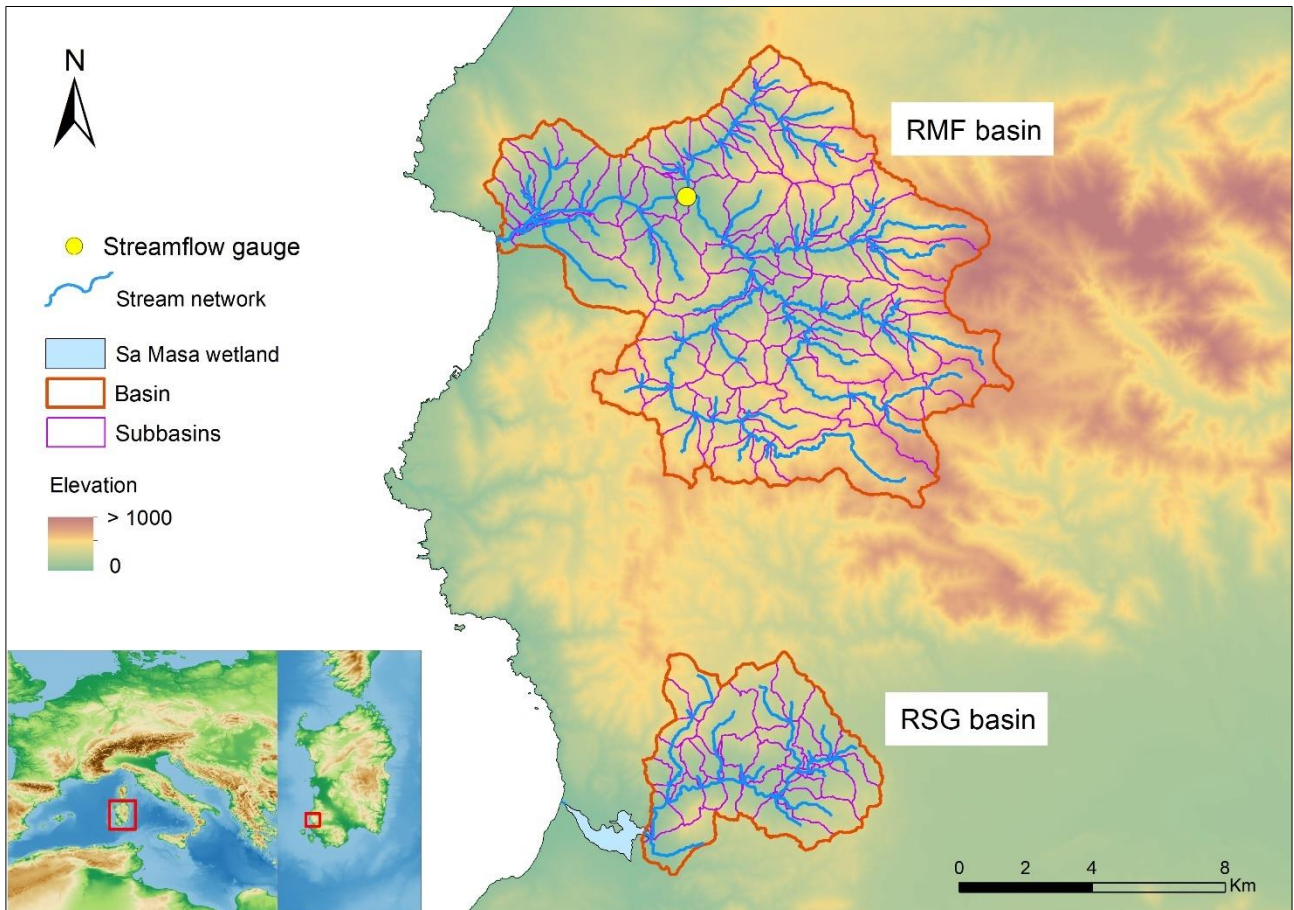 N
RMF basin
Streamflow gauge
Stream network
Sa Masa wetland
Basin
Subbasins
Elevation
> 1000
0
RSG basin
0 2 4 8
Km